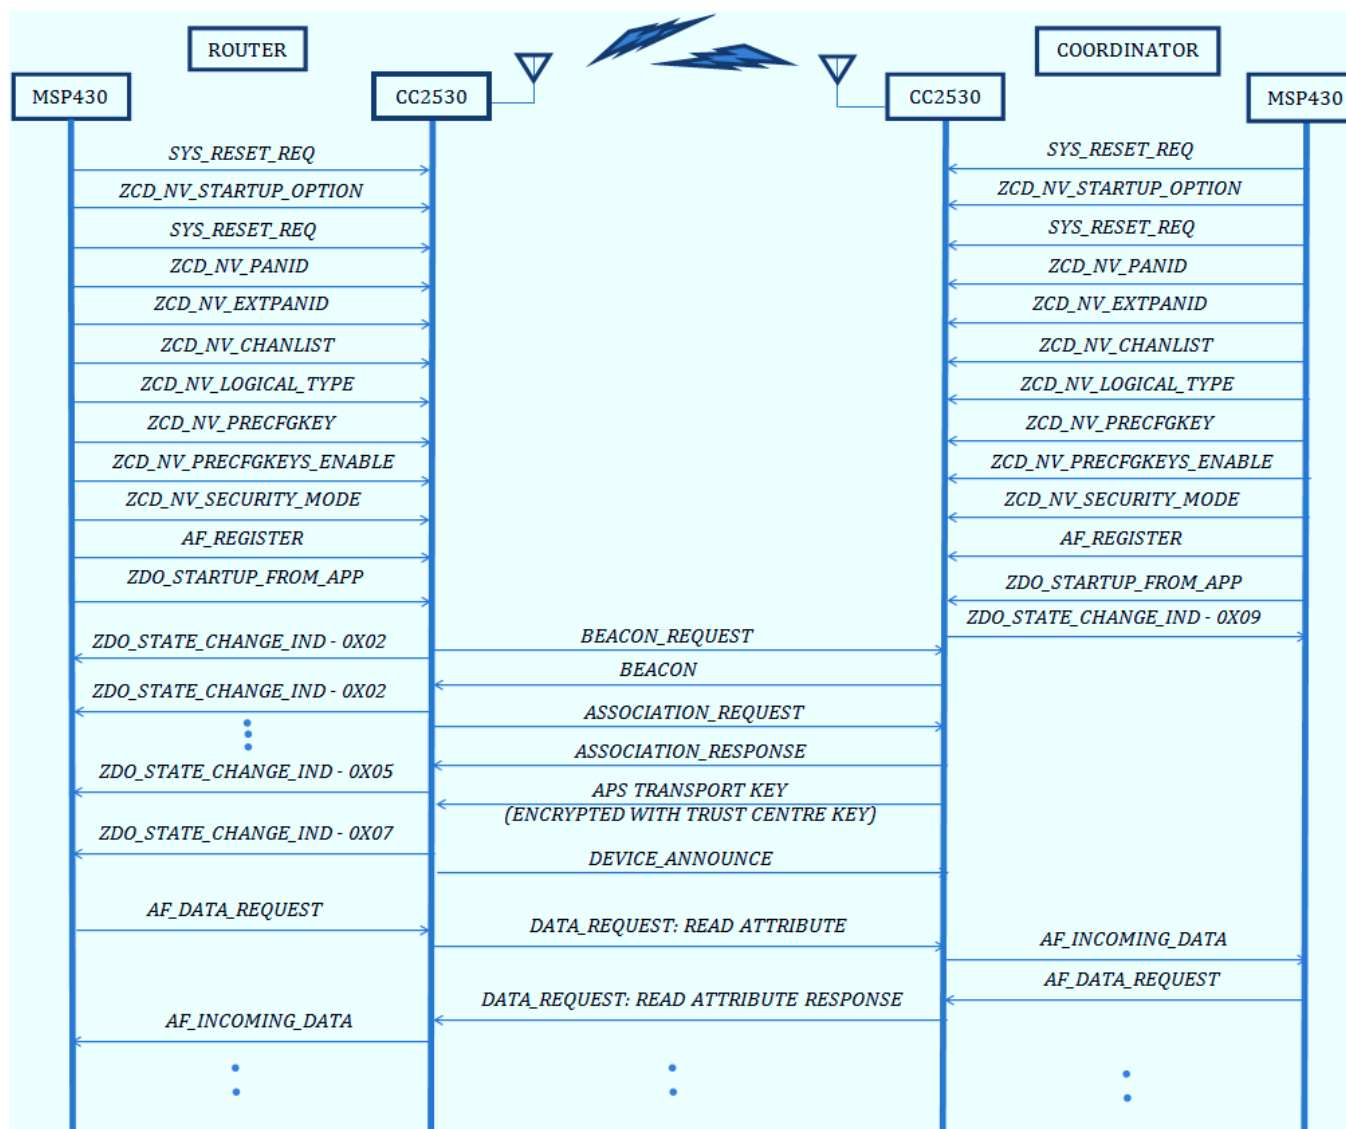 ROUTER
COORDINATOR
MSP430
CC2530
CC2530
MSP430
SYS_RESET_REQ
SYS_RESET_REQ
ZCD_NV_STARTUP_OPTION
ZCD_NV_STARTUP_OPTION
SYS_RESET_REQ
SYS_RESET_REQ
ZCD_NV_PANID
ZCD_NV_PANID
ZCD_NV_EXTPANID
ZCD_NV_EXTPANID
ZCD_NV_CHANLIST
ZCD_NV_CHANLIST
ZCD_NV_LOGICAL_TYPE
ZCD_NV_LOGICAL_TYPE
ZCD_NV_PRECFGKEY
ZCD_NV_PRECFGKEY
ZCD_NV_PRECFGKEYS_ENABLE
ZCD_NV_PRECFGKEYS_ENABLE
ZCD_NV_SECURITY_MODE
ZCD_NV_SECURITY_MODE
AF_REGISTER
AF_REGISTER
ZDO_STARTUP_FROM_APP
ZDO_STARTUP_FROM_APP
ZDO_STATE_CHANGE_IND - 0X09
ZDO_STATE_CHANGE_IND - 0X02
BEACON_REQUEST
BEACON
ZDO_STATE_CHANGE_IND - 0X02
ASSOCIATION_REQUEST
ASSOCIATION_RESPONSE
ZDO_STATE_CHANGE_IND - 0X05
APS TRANSPORT KEY
(ENCRYPTED WITH TRUST CENTRE KEY)
ZDO_STATE_CHANGE_IND - 0X07
DEVICE_ANNOUNCE
AF_DATA_REQUEST
DATA_REQUEST: READ ATTRIBUTE
AF_INCOMING_DATA
AF_DATA_REQUEST
DATA_REQUEST: READ ATTRIBUTE RESPONSE
AF_INCOMING_DATA